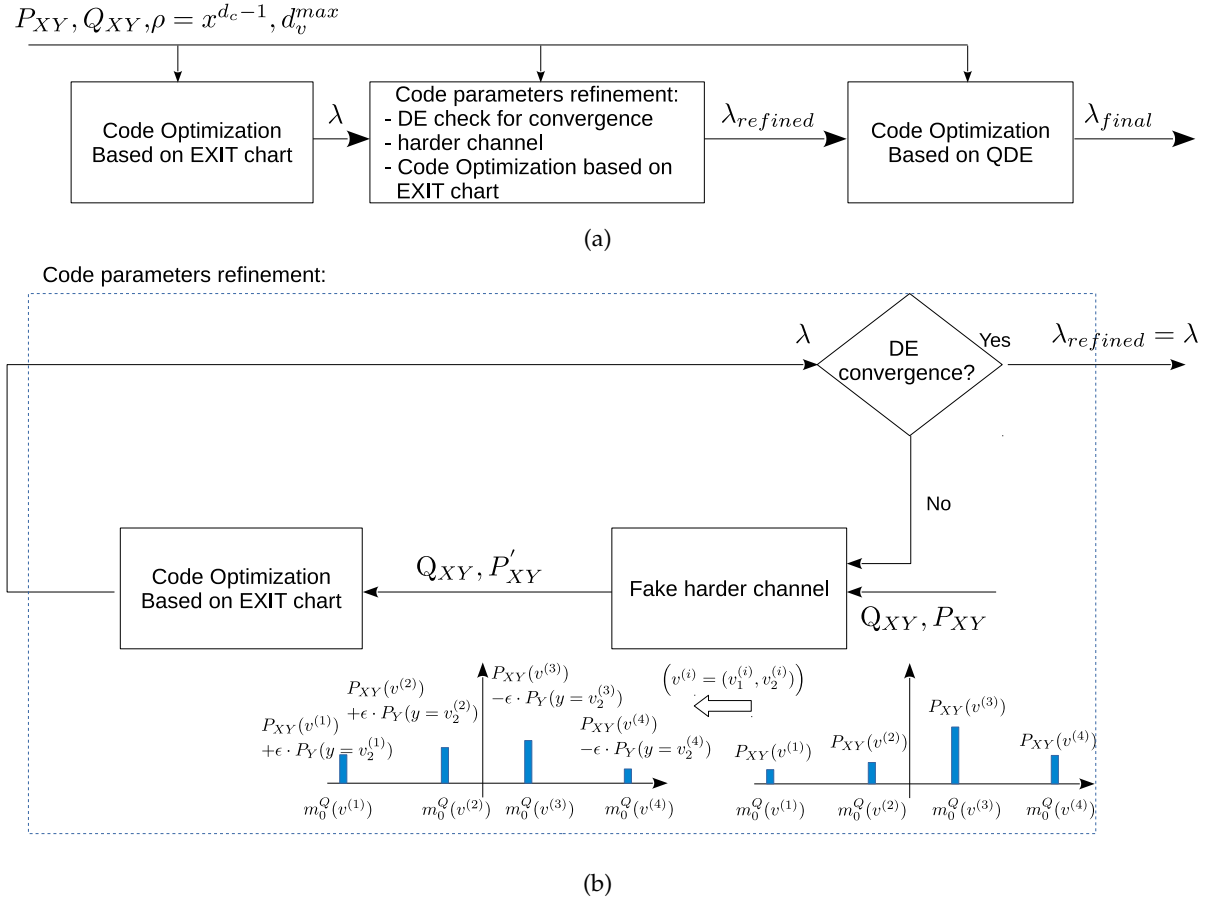 P_{XY}, Q_{XY}, ρ = x^{d_c−1}, d_v^{max}
Code Optimization
Based on EXIT chart
λ
Code parameters refinement:
- DE check for convergence
- harder channel
- Code Optimization based on
EXIT chart
λ_{refined}
Code Optimization
Based on QDE
λ_{final}
(a)
Code parameters refinement:
λ
DE
convergence?
Yes
λ_{refined} = λ
No
Code Optimization
Based on EXIT chart
Q_{XY}, P'_{XY}
Fake harder channel
Q_{XY}, P_{XY}
P_{XY}(v^{(1)})
+ϵ · P_Y(y = v_2^{(1)})
P_{XY}(v^{(2)})
+ϵ · P_Y(y = v_2^{(2)})
P_{XY}(v^{(3)})
−ϵ · P_Y(y = v_2^{(3)})
P_{XY}(v^{(4)})
−ϵ · P_Y(y = v_2^{(4)})
(v^{(i)} = (v_1^{(i)}, v_2^{(i)}))
P_{XY}(v^{(1)})
P_{XY}(v^{(2)})
P_{XY}(v^{(3)})
P_{XY}(v^{(4)})
m_0^Q(v^{(1)})
m_0^Q(v^{(2)})
m_0^Q(v^{(3)})
m_0^Q(v^{(4)})
m_0^Q(v^{(1)})
m_0^Q(v^{(2)})
m_0^Q(v^{(3)})
m_0^Q(v^{(4)})
(b)